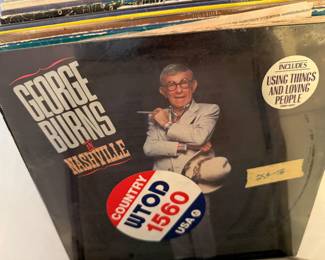 GEORGE
BURNS
IN
NASHVILLE
INCLUDES
USING THINGS
AND LOVING
PEOPLE
COUNTRY
WTOD
1560
USA